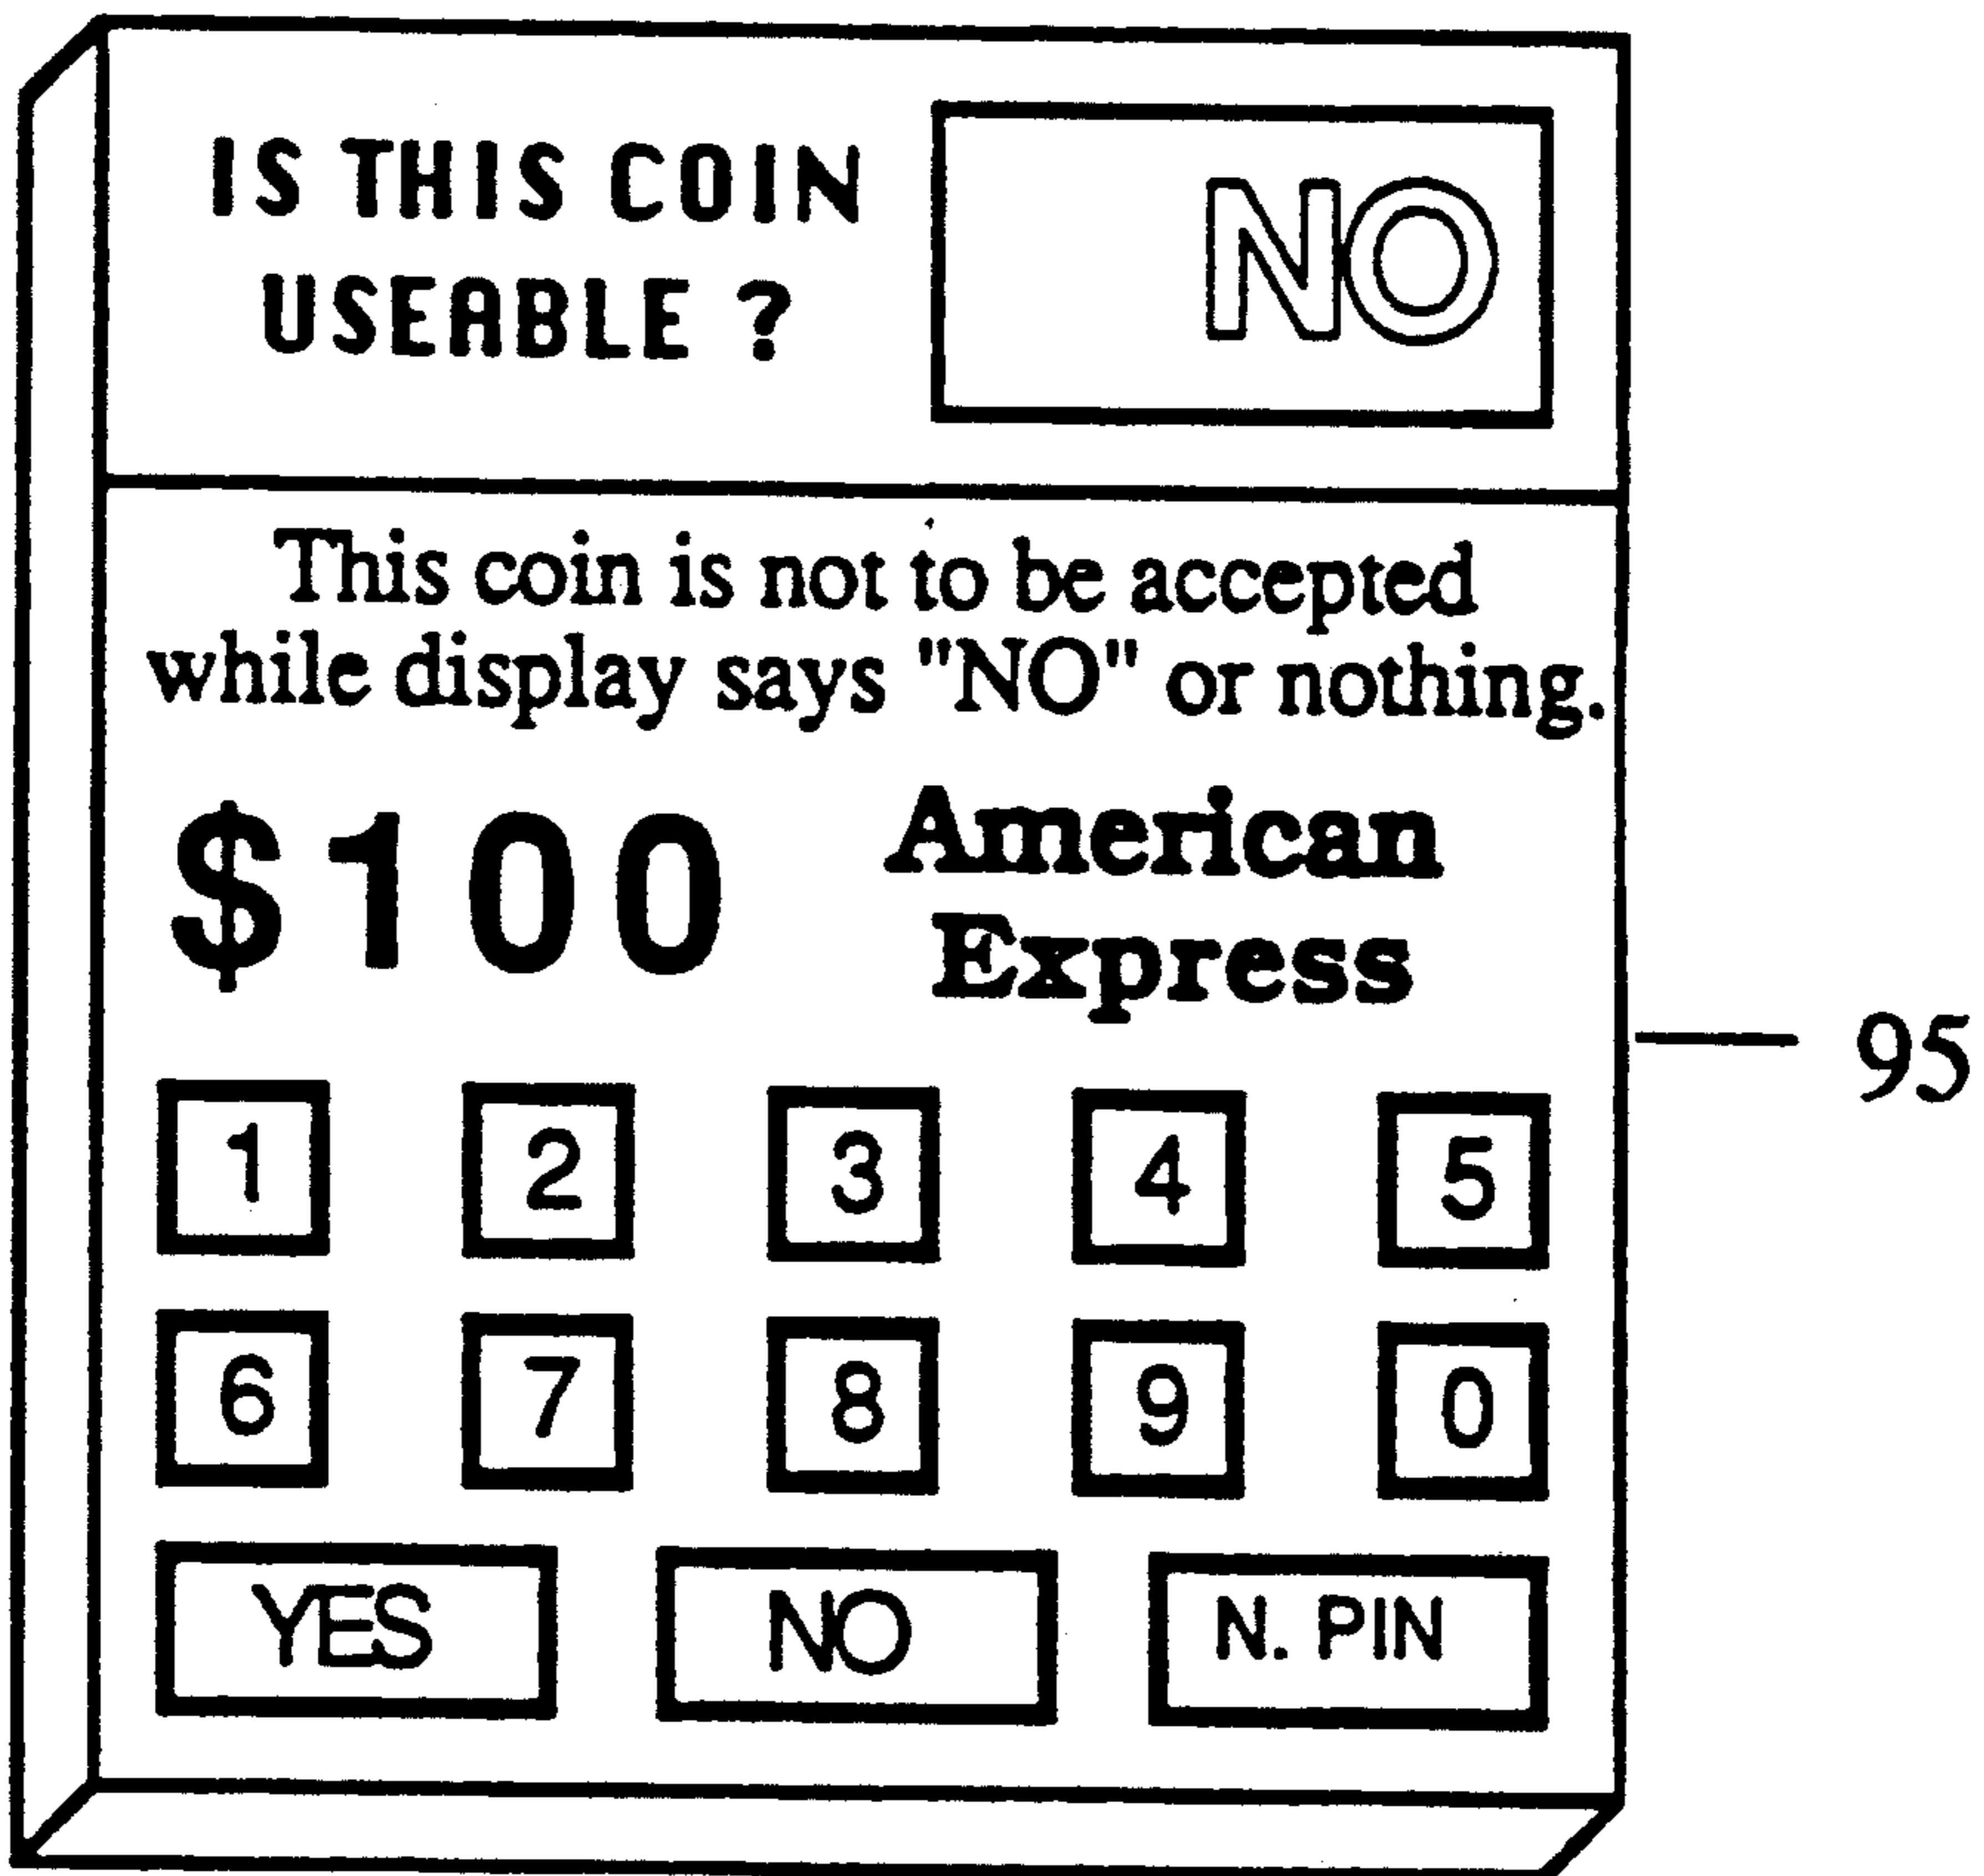 IS THIS COIN
USEABLE ?
NO
This coin is not to be accepted
while display says "NO" or nothing.
$100
American
Express
95
1 2 3 4 5
6 7 8 9 0
YES NO N. PIN